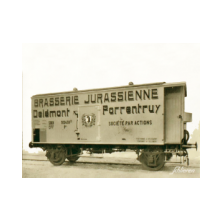 BRASSERIE JURASSIENNE
Delémont Porrentruy
SOCIÉTÉ PAR ACTIONS